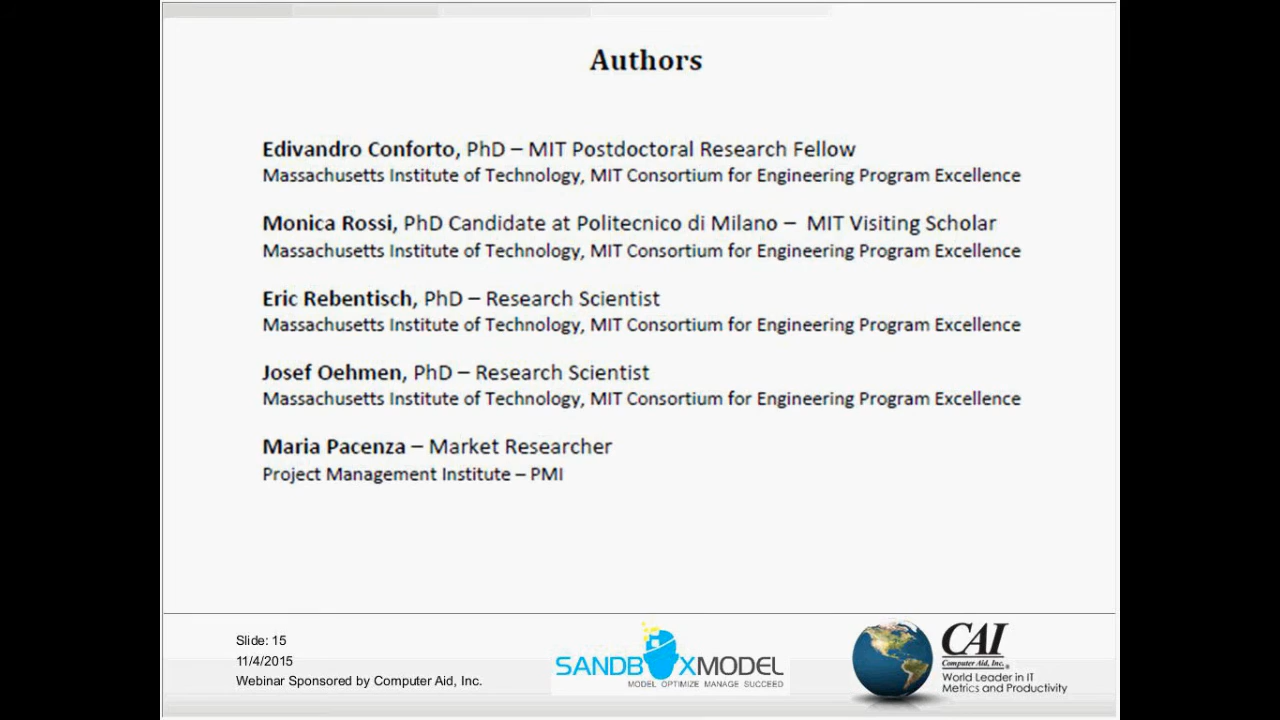 Authors
Edivandro Conforto, PhD – MIT Postdoctoral Research Fellow
Massachusetts Institute of Technology, MIT Consortium for Engineering Program Excellence
Monica Rossi, PhD Candidate at Politecnico di Milano – MIT Visiting Scholar
Massachusetts Institute of Technology, MIT Consortium for Engineering Program Excellence
Eric Rebentisch, PhD – Research Scientist
Massachusetts Institute of Technology, MIT Consortium for Engineering Program Excellence
Josef Oehmen, PhD – Research Scientist
Massachusetts Institute of Technology, MIT Consortium for Engineering Program Excellence
Maria Pacenza – Market Researcher
Project Management Institute – PMI
Slide: 15
11/4/2015
Webinar Sponsored by Computer Aid, Inc.
SANDBOXMODEL
MODEL OPTIMIZE MANAGE SUCCEED
CAI
Computer Aid, Inc.®
World Leader in IT
Metrics and Productivity